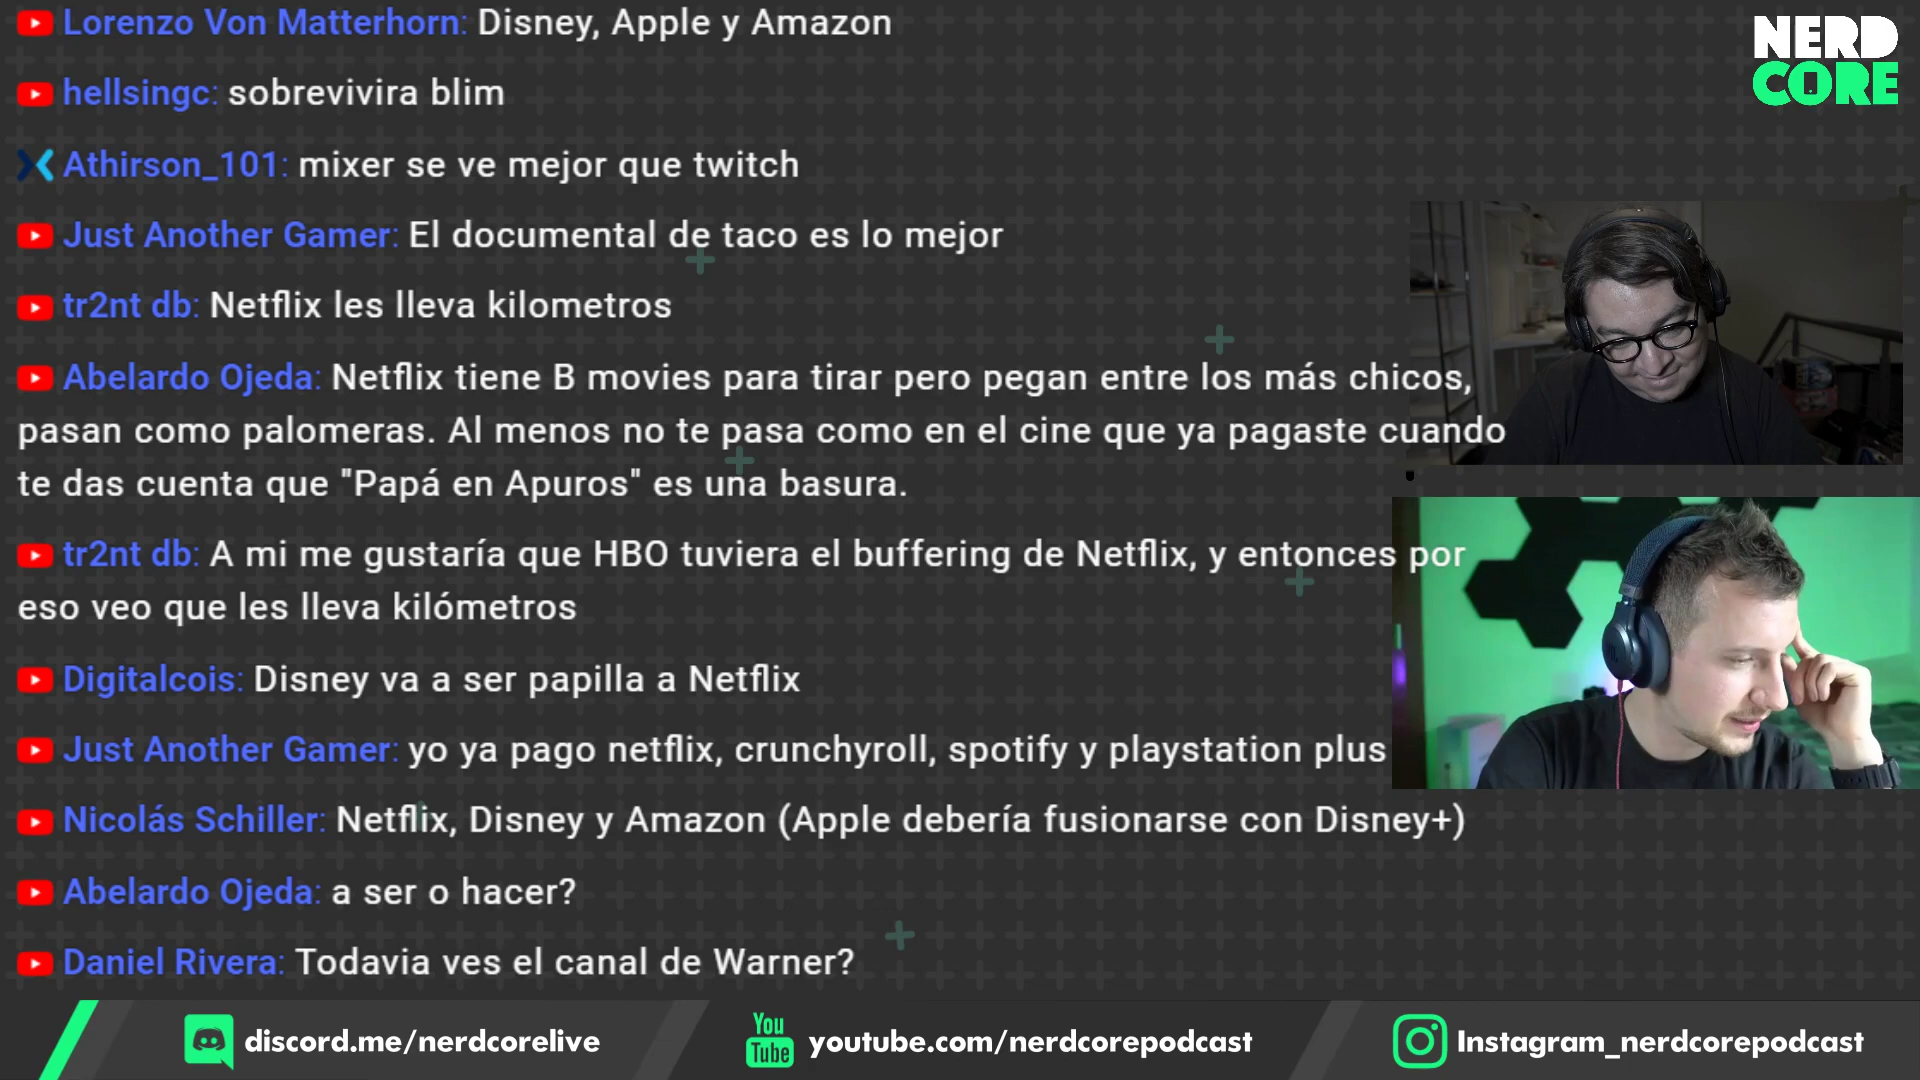 Lorenzo Von Matterhorn: Disney, Apple y Amazon
NERD
CORE
hellsingc: sobrevivira blim
Athirson_101: mixer se ve mejor que twitch
Just Another Gamer: El documental de taco es lo mejor
tr2nt db: Netflix les lleva kilometros
Abelardo Ojeda: Netflix tiene B movies para tirar pero pegan entre los más chicos,
pasan como palomeras. Al menos no te pasa como en el cine que ya pagaste cuando
te das cuenta que "Papá en Apuros" es una basura.
tr2nt db: A mi me gustaría que HBO tuviera el buffering de Netflix, y entonces por
eso veo que les lleva kilómetros
Digitalcois: Disney va a ser papilla a Netflix
Just Another Gamer: yo ya pago netflix, crunchyroll, spotify y playstation plus
Nicolás Schiller: Netflix, Disney y Amazon (Apple debería fusionarse con Disney+)
Abelardo Ojeda: a ser o hacer?
Daniel Rivera: Todavia ves el canal de Warner?
discord.me/nerdcorelive
You
Tube
youtube.com/nerdcorepodcast
Instagram_nerdcorepodcast